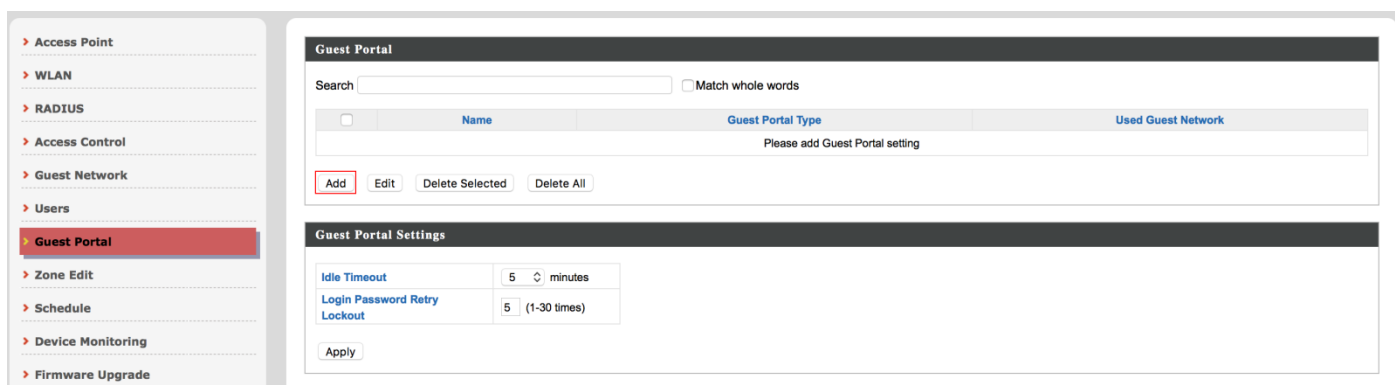 Access Point
WLAN
RADIUS
Access Control
Guest Network
Users
Guest Portal
Zone Edit
Schedule
Device Monitoring
Firmware Upgrade
Guest Portal
Search Match whole words
Name Guest Portal Type Used Guest Network
Please add Guest Portal setting
Add Edit Delete Selected Delete All
Guest Portal Settings
Idle Timeout 5 minutes
Login Password Retry
Lockout 5 (1-30 times)
Apply